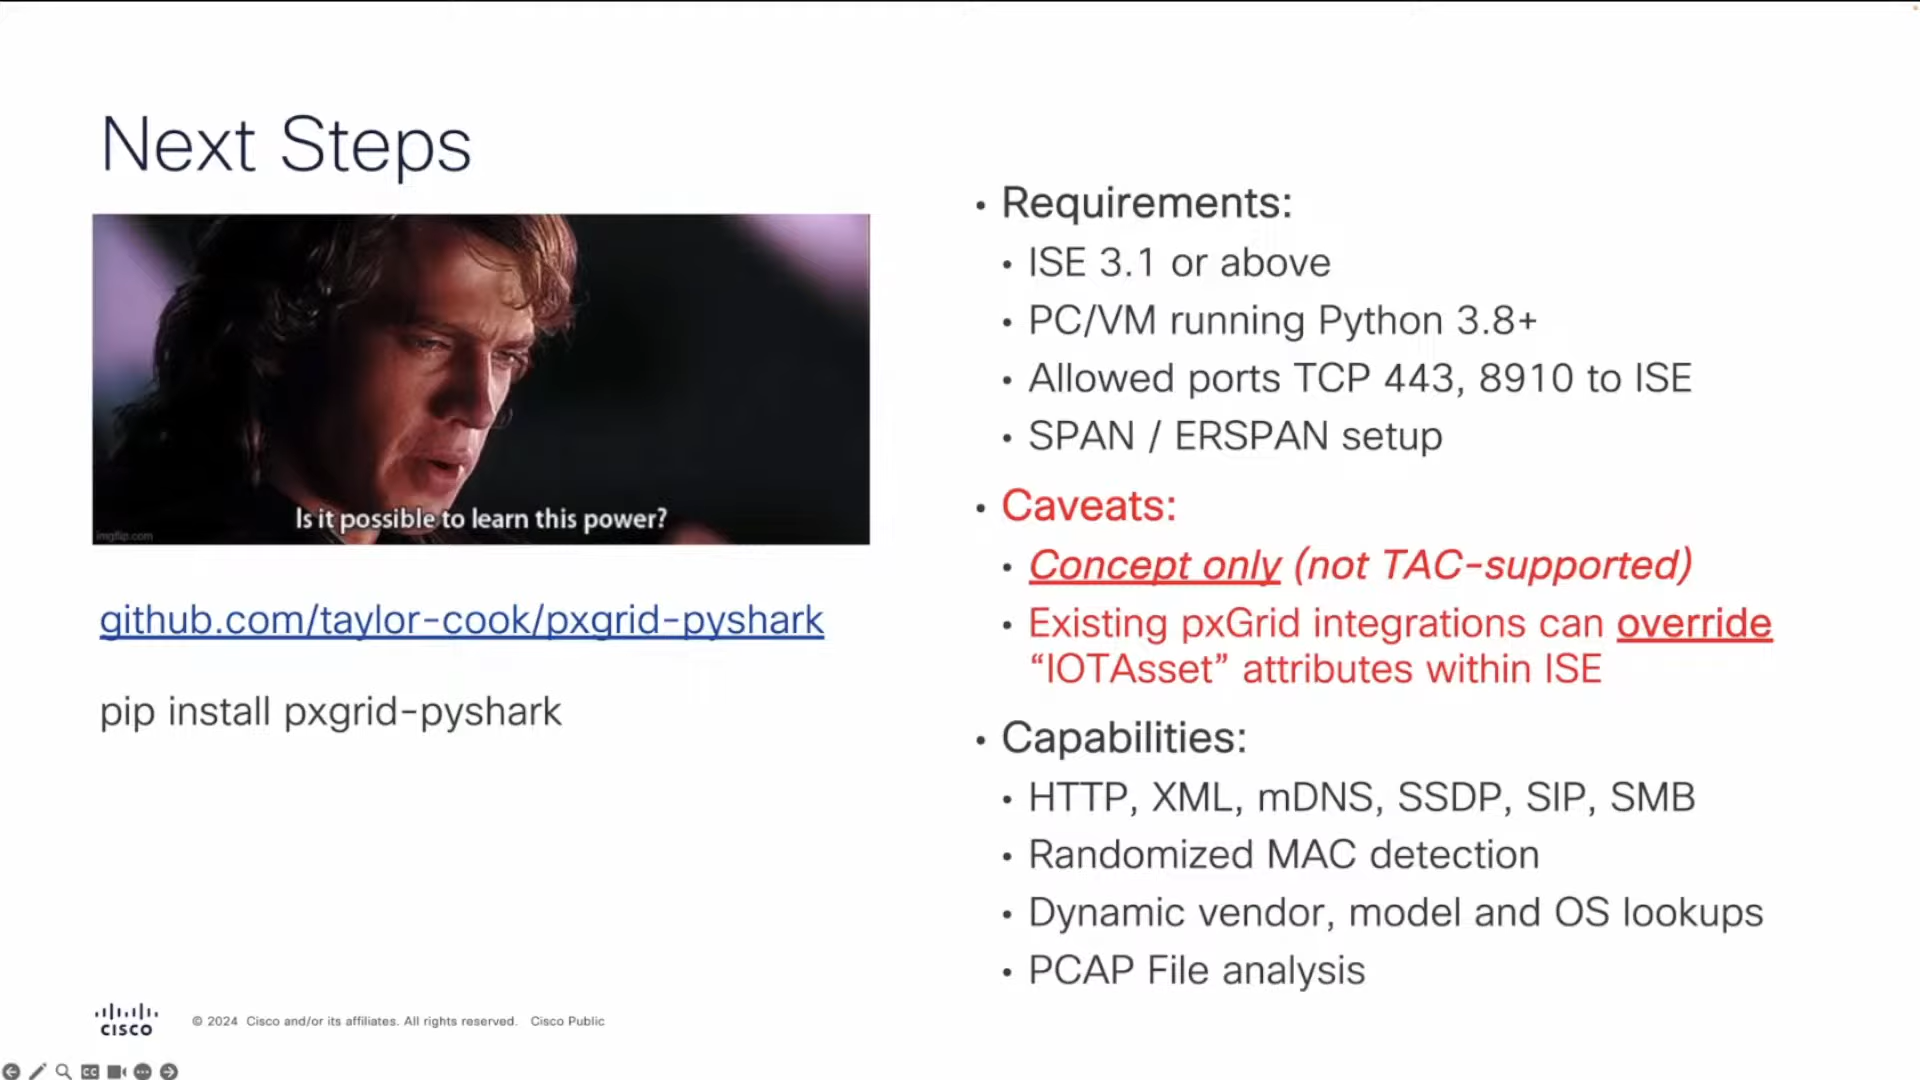 Next Steps
Is it possible to learn this power?
imgflip.com
github.com/taylor-cook/pxgrid-pyshark
pip install pxgrid-pyshark
• Requirements:
• ISE 3.1 or above
• PC/VM running Python 3.8+
• Allowed ports TCP 443, 8910 to ISE
• SPAN / ERSPAN setup
• Caveats:
• Concept only (not TAC-supported)
• Existing pxGrid integrations can override
“IOTAsset” attributes within ISE
• Capabilities:
• HTTP, XML, mDNS, SSDP, SIP, SMB
• Randomized MAC detection
• Dynamic vendor, model and OS lookups
• PCAP File analysis
CISCO
© 2024 Cisco and/or its affiliates. All rights reserved. Cisco Public
CC